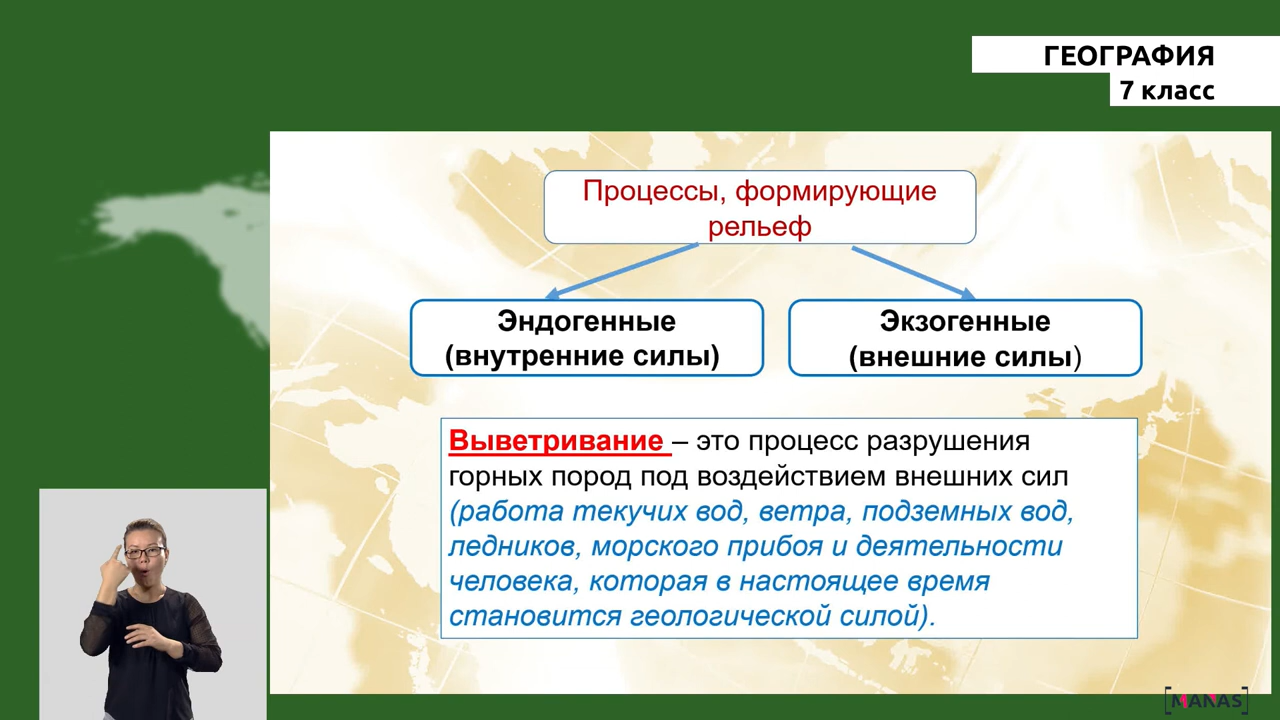 ГЕОГРАФИЯ
7 класс
Процессы, формирующие
рельеф
Эндогенные
(внутренние силы)
Экзогенные
(внешние силы)
Выветривание – это процесс разрушения
горных пород под воздействием внешних сил
(работа текучих вод, ветра, подземных вод,
ледников, морского прибоя и деятельности
человека, которая в настоящее время
становится геологической силой).
[MANAS]